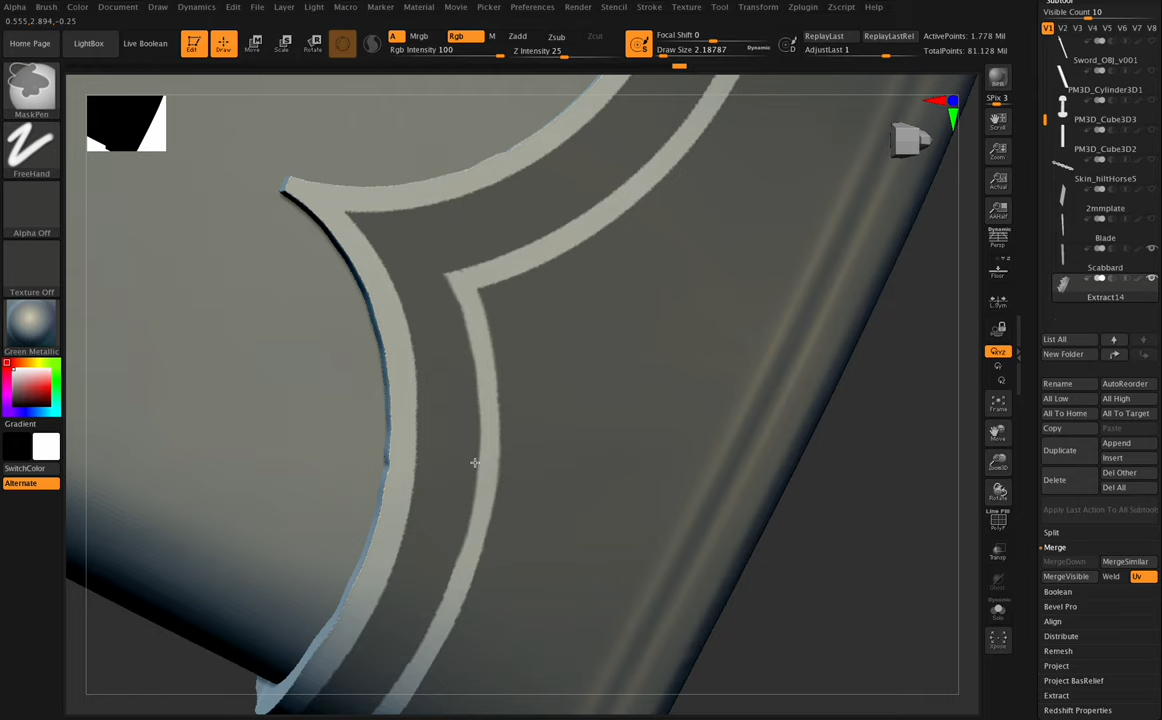 Alpha Brush Color Document Draw Dynamics Edit File Layer Light Macro Material Movie Picker Preferences Render Stencil Stroke Texture Tool Transform Zplugin Zscript Help
0.555,2.894,-0.25
Home Page LightBox Live Boolean Edit Draw Move Scale Rotate A Mrgb Rgb M Zadd Zsub Zcut Focal Shift 0 ReplayLast ReplayLastRel ActivePoints: 1.778 Mil
Rgb Intensity 100 Z Intensity 25 Draw Size 2.18787 Dynamic AdjustLast 1 TotalPoints: 81.128 Mil
MaskPen
FreeHand
Alpha Off
Texture Off
Green Metallic
Gradient
SwitchColor
Alternate
BPR
SPix 3
Scroll
Zoom
Actual
AAHalf
Dynamic
Persp
Floor
L.Sym
XYZ
Frame
Move
Zoom3D
Rotate
Line Fill
PolyF
Transp
Ghost
Dynamic
Solo
Xpose
Subtool
Visible Count 10
V1 V2 V3 V4 V5 V6 V7 V8
Sword_OBJ_v001
PM3D_Cylinder3D1
PM3D_Cube3D3
PM3D_Cube3D2
Skin_hiltHorse5
2mmplate
Blade
Scabbard
Extract14
List All
New Folder
Rename AutoReorder
All Low All High
All To Home All To Target
Copy Paste
Duplicate Append
Insert
Delete Del Other
Del All
Apply Last Action To All Subtools
Split
Merge
MergeDown MergeSimilar
MergeVisible Weld Uv
Boolean
Bevel Pro
Align
Distribute
Remesh
Project
Project BasRelief
Extract
Redshift Properties